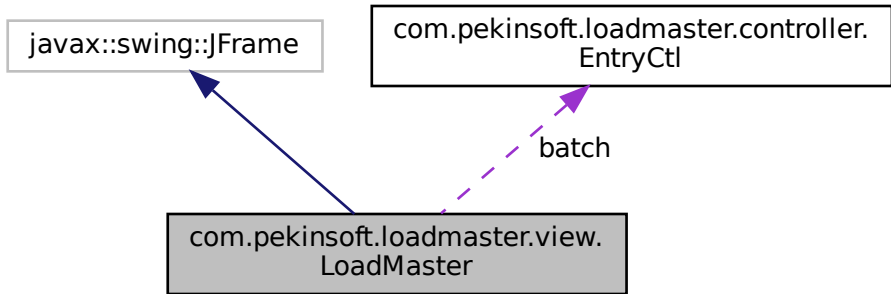 javax::swing::JFrame
com.pekinsoft.loadmaster.controller.
EntryCtl
batch
com.pekinsoft.loadmaster.view.
LoadMaster